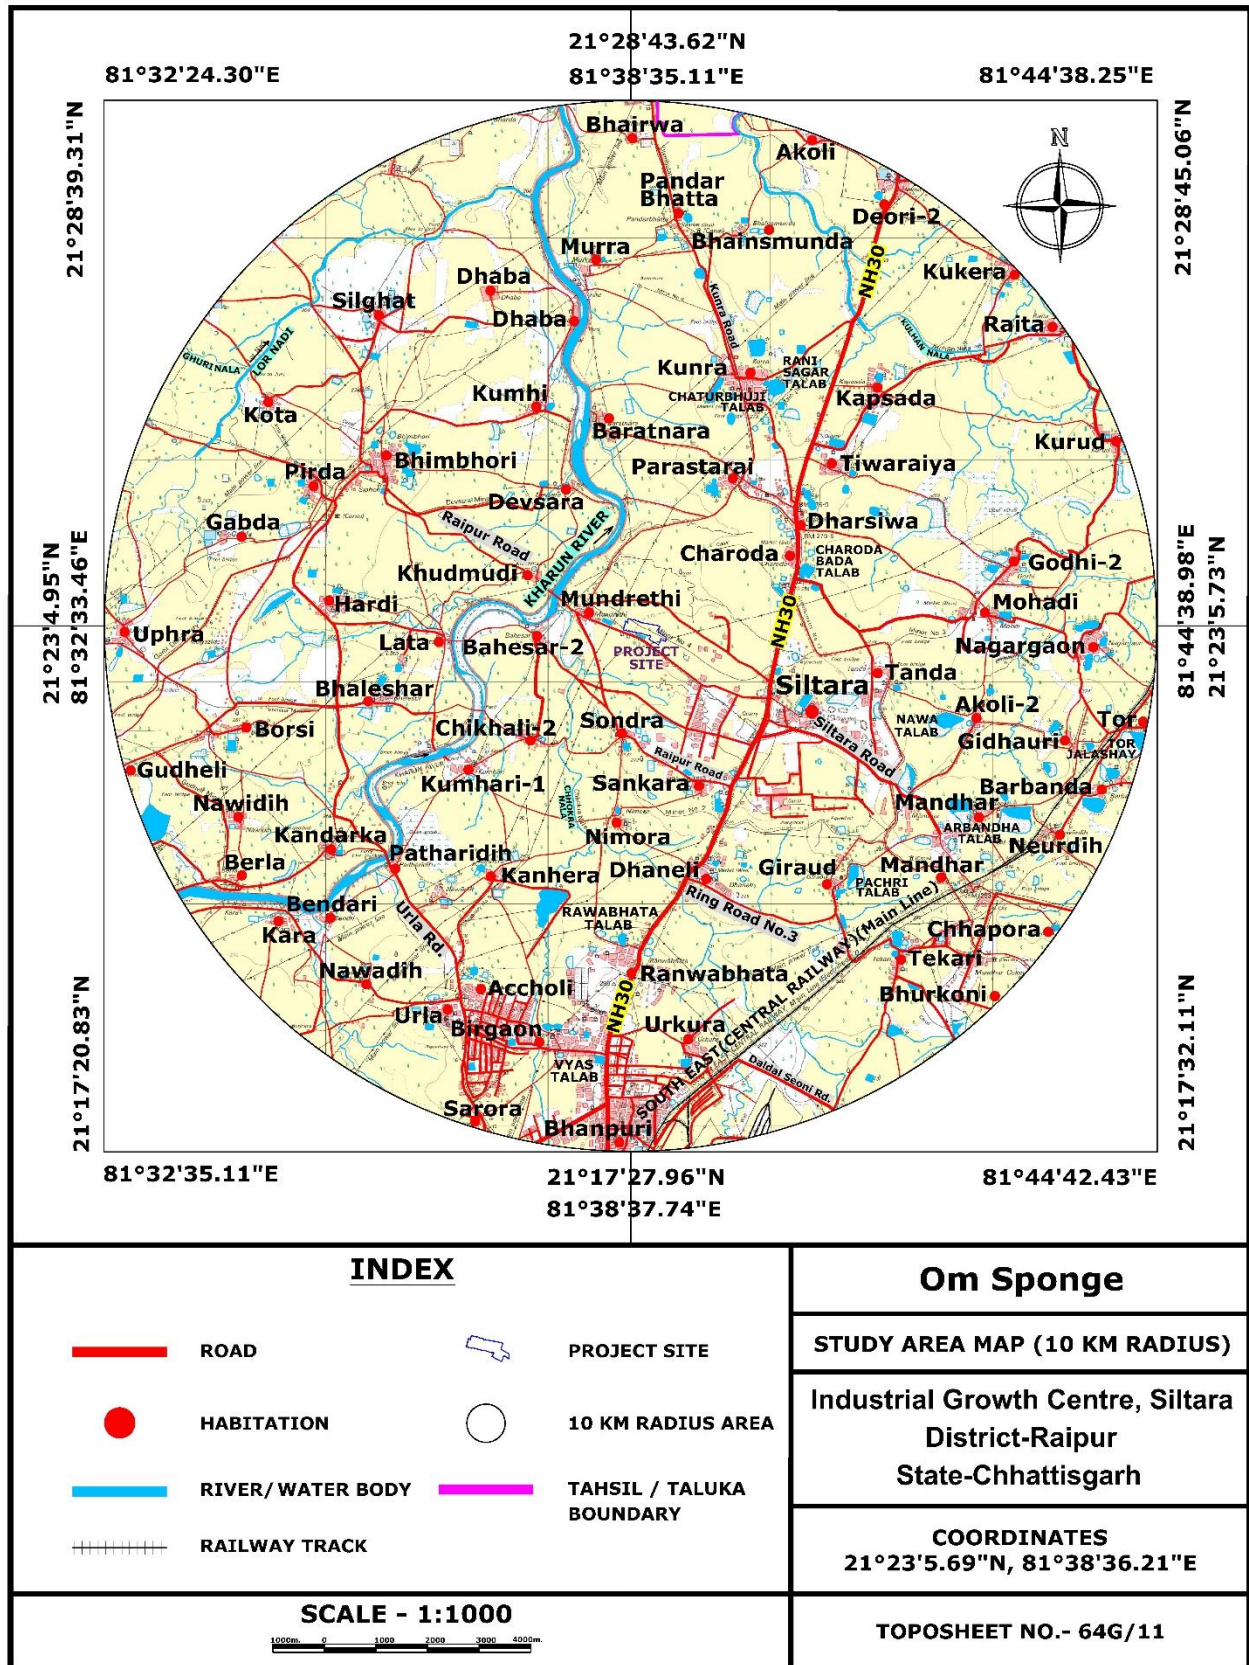 21°28'43.62"N
81°32'24.30"E
81°38'35.11"E
81°44'38.25"E
21°28'39.31"N
21°28'45.06"N
N
Bhairwa
Akoli
Pandar
Bhatta
Deori-2
Bhainsmunda
Murra
NH30
Kukera
Dhaba
Silghat
Dhaba
Kunra Road
Raita
KULHAN NALA
GHURINALA
LOR NADI
Kunra
RANI
SAGAR
TALAB
CHATURBHUJI
TALAB
Kapsada
Kumhi
Kota
Baratnara
Kurud
Bhimbhori
Parastarai
Tiwaraiya
Pirda
Devsara
Gabda
Raipur Road
Dharsiwa
KHARUN RIVER
Charoda
CHARODA
BADA
TALAB
Godhi-2
Khudmudi
21°23'4.95"N
81°32'33.46"E
81°44'38.98"E
21°23'5.73"N
Hardi
Mundrethi
NH30
Mohadi
Uphra
Lata
Bahesar-2
PROJECT
SITE
Nagargaon
Tanda
Siltara
Bhaleshar
Akoli-2
Tor
Borsi
Chikhali-2
Sondra
Siltara Road
NAWA
TALAB
Gidhauri
TOR
JALASHAY
Raipur Road
Gudheli
Kumhari-1
Sankara
Barbanda
CHHOKRA
NALA
Nawidih
Mandhar
Nimora
ARBANDHA
TALAB
Kandarka
Neurdih
Patharidih
Berla
Kanhera
Dhaneli
Giraud
Mandhar
PACHRI
TALAB
Ring Road No.3
Bendari
Kara
Urla Rd.
RAWABHATA
TALAB
Chhapora
Tekari
Nawadih
Accholi
Ranwabhata
Bhurkoni
NH30
Urla
Birgaon
Urkura
SOUTH EAST(CENTRAL RAILWAY)(Main Line)
VYAS
TALAB
Daldal Seoni Rd.
Sarora
Bhanpuri
21°17'20.83"N
21°17'32.11"N
81°32'35.11"E
21°17'27.96"N
81°38'37.74"E
81°44'42.43"E
INDEX
ROAD
PROJECT SITE
HABITATION
10 KM RADIUS AREA
RIVER/ WATER BODY
TAHSIL / TALUKA
BOUNDARY
RAILWAY TRACK
SCALE - 1:1000
1000m. 0 1000 2000 3000 4000m.
Om Sponge
STUDY AREA MAP (10 KM RADIUS)
Industrial Growth Centre, Siltara
District-Raipur
State-Chhattisgarh
COORDINATES
21°23'5.69"N, 81°38'36.21"E
TOPOSHEET NO.- 64G/11